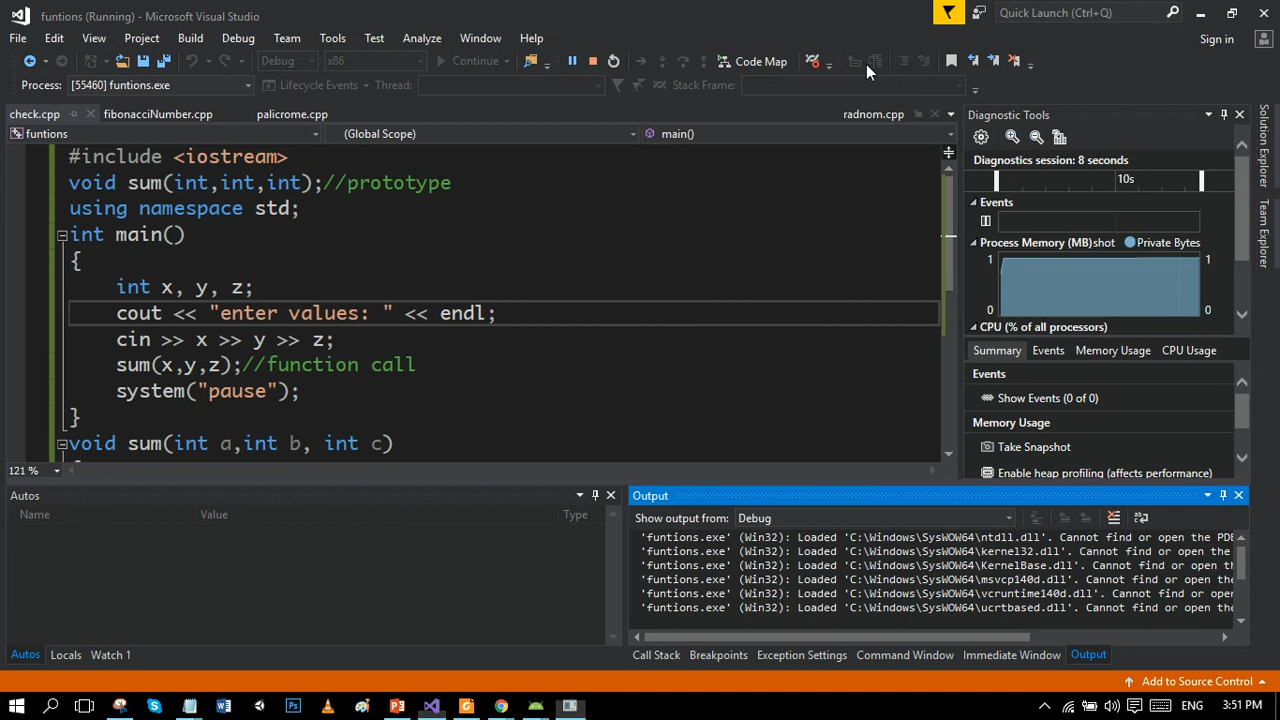 funtions (Running) - Microsoft Visual Studio
Quick Launch (Ctrl+Q)
File Edit View Project Build Debug Team Tools Test Analyze Window Help
Sign in
Debug x86 Continue Code Map
Process: [55460] funtions.exe Lifecycle Events Thread: Stack Frame:
check.cpp fibonacciNumber.cpp palicrome.cpp radnom.cpp
funtions (Global Scope) main()
#include <iostream>
void sum(int,int,int);//prototype
using namespace std;
int main()
{
int x, y, z;
cout << "enter values: " << endl;
cin >> x >> y >> z;
sum(x,y,z);//function call
system("pause");
}
void sum(int a,int b, int c)
121 %
Diagnostic Tools
Diagnostics session: 8 seconds
10s
Events
Process Memory (MB)shot Private Bytes
1 1
0 0
CPU (% of all processors)
Summary Events Memory Usage CPU Usage
Events
Show Events (0 of 0)
Memory Usage
Take Snapshot
Enable heap profiling (affects performance)
Solution Explorer
Team Explorer
Autos
Name Value Type
Autos Locals Watch 1
Output
Show output from: Debug
'funtions.exe' (Win32): Loaded 'C:\Windows\SysWOW64\ntdll.dll'. Cannot find or open the PDB
'funtions.exe' (Win32): Loaded 'C:\Windows\SysWOW64\kernel32.dll'. Cannot find or open the
'funtions.exe' (Win32): Loaded 'C:\Windows\SysWOW64\KernelBase.dll'. Cannot find or open th
'funtions.exe' (Win32): Loaded 'C:\Windows\SysWOW64\msvcp140d.dll'. Cannot find or open the
'funtions.exe' (Win32): Loaded 'C:\Windows\SysWOW64\vcruntime140d.dll'. Cannot find or open
'funtions.exe' (Win32): Loaded 'C:\Windows\SysWOW64\ucrtbased.dll'. Cannot find or open the
Call Stack Breakpoints Exception Settings Command Window Immediate Window Output
Add to Source Control
ENG 3:51 PM